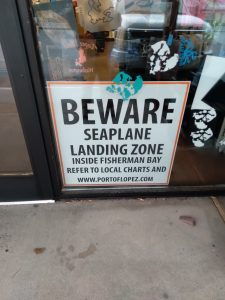 BEWARE
SEAPLANE
LANDING ZONE
INSIDE FISHERMAN BAY
REFER TO LOCAL CHARTS AND
WWW.PORTOFLOPEZ.COM